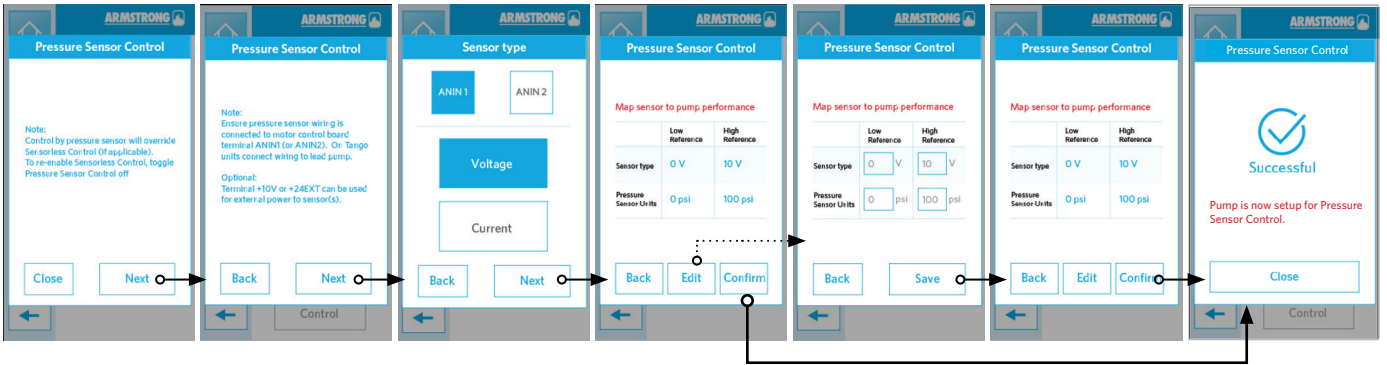 ARMSTRONG
Pressure Sensor Control
Note:
Control by pressure sensor will override
Sensorless Control (if applicable).
To re-enable Sensorless Control, toggle
Pressure Sensor Control off
Close
Next
ARMSTRONG
Pressure Sensor Control
Note:
Ensure pressure sensor wiring is
connected to motor control board
terminal ANIN1 (or ANIN2). On Tango
units connect wiring to lead pump.
Optional:
Terminal +10V or +24EXT can be used
for external power to sensor(s).
Back
Next
Control
ARMSTRONG
Sensor type
ANIN 1
ANIN 2
Voltage
Current
Back
Next
ARMSTRONG
Pressure Sensor Control
Map sensor to pump performance
Low
Reference
High
Reference
Sensor type
0 V
10 V
Pressure
Sensor Units
0 psi
100 psi
Back
Edit
Confirm
ARMSTRONG
Pressure Sensor Control
Map sensor to pump performance
Low
Reference
High
Reference
Sensor type
0 V
10 V
Pressure
Sensor Units
0 psi
100 psi
Back
Save
ARMSTRONG
Pressure Sensor Control
Map sensor to pump performance
Low
Reference
High
Reference
Sensor type
0 V
10 V
Pressure
Sensor Units
0 psi
100 psi
Back
Edit
Confirm
ARMSTRONG
Pressure Sensor Control
Successful
Pump is now setup for Pressure
Sensor Control.
Close
Control